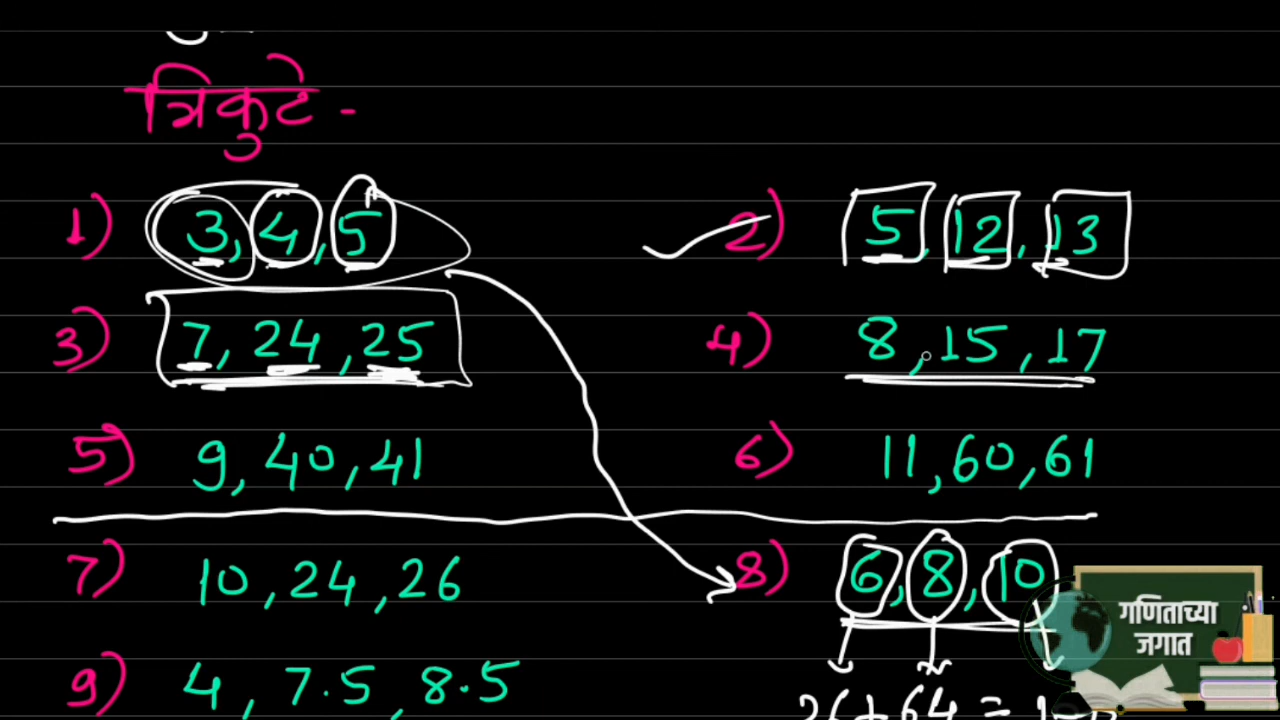 त्रिकुटे -
1) 3, 4, 5 2) 5, 12, 13
3) 7, 24, 25 4) 8, 15, 17
5) 9, 40, 41 6) 11, 60, 61
7) 10, 24, 26 8) 6, 8, 10
9) 4, 7.5, 8.5
64 =
गणिताच्या
जगात